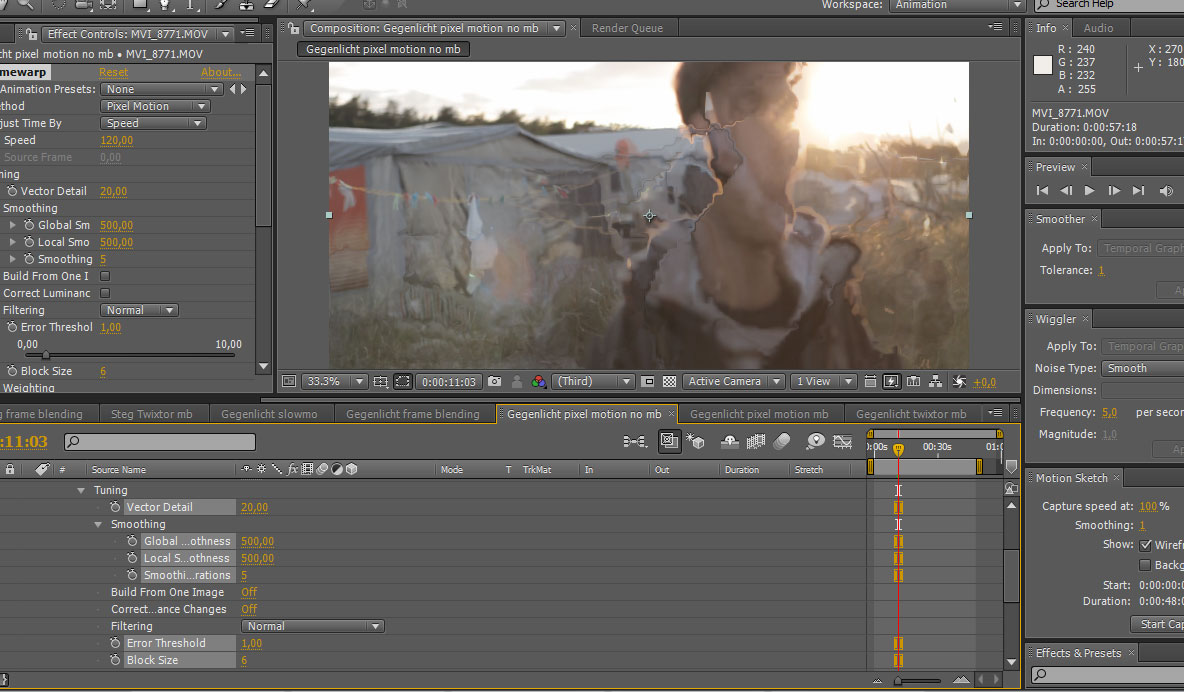 Workspace: Animation
Search Help
Effect Controls: MVI_8771.MOV
Composition: Gegenlicht pixel motion no mb
Render Queue
Info
Audio
Gegenlicht pixel motion no mb
cht pixel motion no mb • MVI_8771.MOV
mewarp
Reset
About...
Animation Presets: None
ethod
Pixel Motion
just Time By
Speed
Speed
120,00
Source Frame
0,00
ning
Vector Detail
20,00
Smoothing
Global Sm
500,00
Local Smo
500,00
Smoothing
5
Build From One I
Correct Luminanc
Filtering
Normal
Error Threshol
1,00
0,00
10,00
Block Size
6
Weighting
R : 240
G : 237
B : 232
A : 255
X : 270
Y : 180
MVI_8771.MOV
Duration: 0:00:57:18
In: 0:00:00:00, Out: 0:00:57:1
Preview
Smoother
Apply To: Temporal Graph
Tolerance: 1
Ap
Wiggler
Apply To: Temporal Graph
Noise Type: Smooth
Dimensions:
Frequency: 5,0 per secon
Magnitude: 1,0
Ap
33.3%
0:00:11:03
(Third)
Active Camera
1 View
+0,0
g frame blending
Steg Twixtor mb
Gegenlicht slowmo
Gegenlicht frame blending
Gegenlicht pixel motion no mb
Gegenlicht pixel motion mb
Gegenlicht twixtor mb
:11:03
):00s
00:30s
01:0
#
Source Name
fx
Mode
T
TrkMat
In
Out
Duration
Stretch
Tuning
Vector Detail
20,00
Smoothing
Global ...othness
500,00
Local S...othness
500,00
Smoothi...rations
5
Build From One Image
Off
Correct...ance Changes
Off
Filtering
Normal
Error Threshold
1,00
Block Size
6
Motion Sketch
Capture speed at: 100 %
Smoothing: 1
Show: Wirefr
Backg
Start: 0:00:00:0
Duration: 0:00:48:0
Start Cap
Effects & Presets